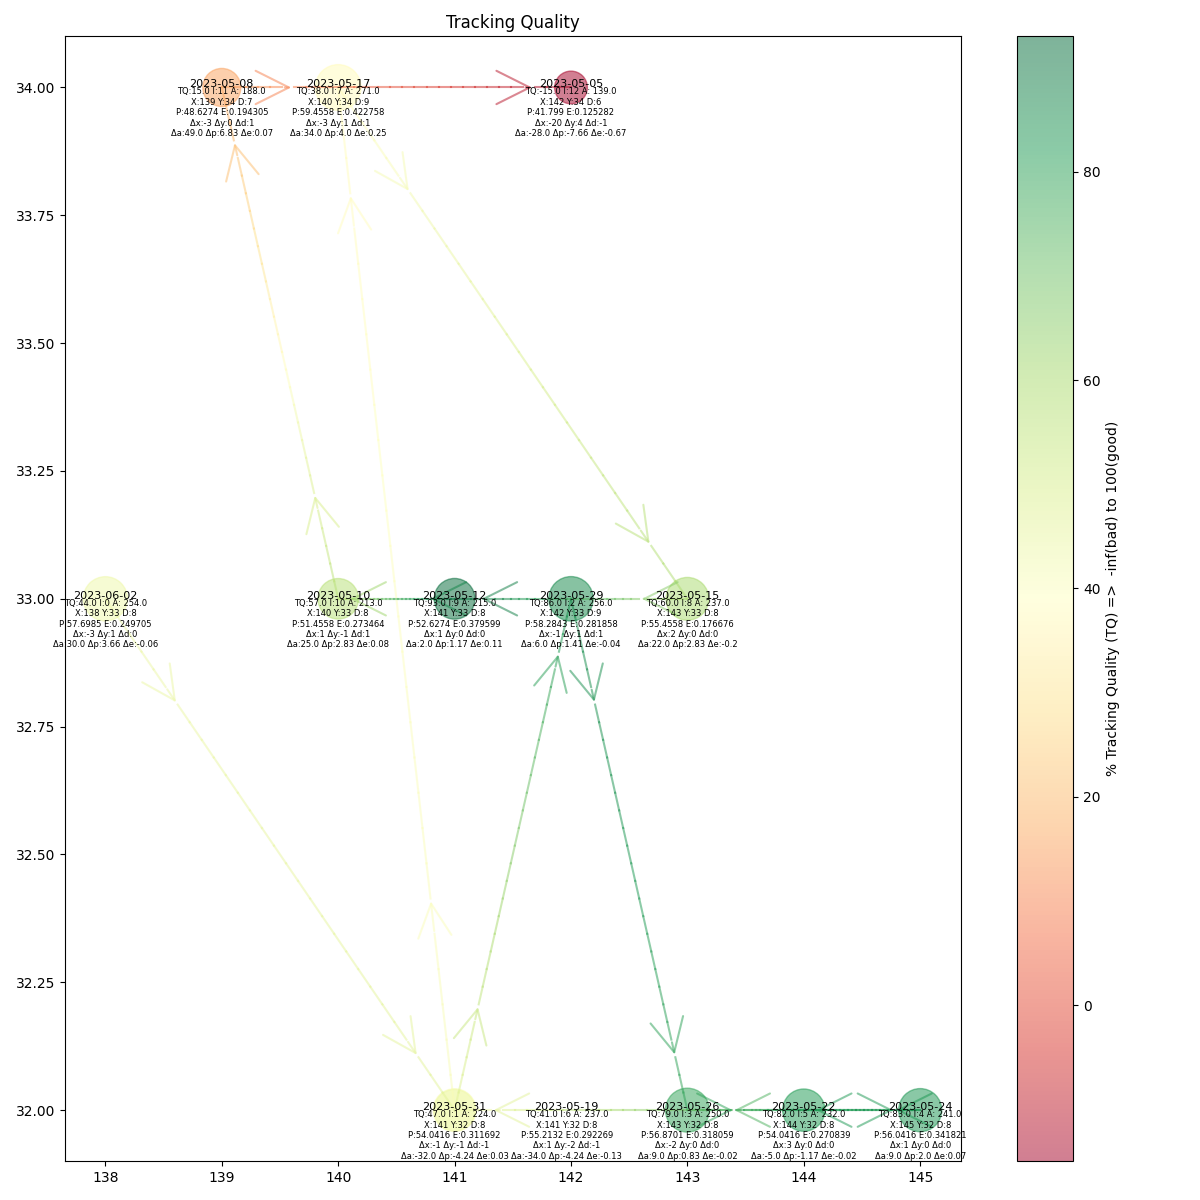 Tracking Quality
34.00
33.75
33.50
33.25
33.00
32.75
32.50
32.25
32.00
2023-05-08
TQ:15.0 I:11 A: 188.0
X:139 Y:34 D:7
P:48.6274 E:0.194305
Δx:-3 Δy:0 Δd:1
Δa:49.0 Δp:6.83 Δe:0.07
2023-05-17
TQ:38.0 I:7 A: 271.0
X:140 Y:34 D:9
P:59.4558 E:0.422758
Δx:-3 Δy:1 Δd:1
Δa:34.0 Δp:4.0 Δe:0.25
2023-05-05
TQ:-15.0 I:12 A: 139.0
X:142 Y:34 D:6
P:41.799 E:0.125282
Δx:-20 Δy:4 Δd:-1
Δa:-28.0 Δp:-7.66 Δe:-0.67
2023-06-02
TQ:44.0 I:0 A: 254.0
X:138 Y:33 D:8
P:57.6985 E:0.249705
Δx:-3 Δy:1 Δd:0
Δa:30.0 Δp:3.66 Δe:-0.06
2023-05-10
TQ:57.0 I:10 A: 213.0
X:140 Y:33 D:8
P:51.4558 E:0.273464
Δx:1 Δy:-1 Δd:1
Δa:25.0 Δp:2.83 Δe:0.08
2023-05-12
TQ:93.0 I:9 A: 215.0
X:141 Y:33 D:8
P:52.6274 E:0.379599
Δx:1 Δy:0 Δd:0
Δa:2.0 Δp:1.17 Δe:0.11
2023-05-29
TQ:86.0 I:2 A: 256.0
X:142 Y:33 D:9
P:58.2843 E:0.281858
Δx:-1 Δy:1 Δd:1
Δa:6.0 Δp:1.41 Δe:-0.04
2023-05-15
TQ:60.0 I:8 A: 237.0
X:143 Y:33 D:8
P:55.4558 E:0.176676
Δx:2 Δy:0 Δd:0
Δa:22.0 Δp:2.83 Δe:-0.2
2023-05-31
TQ:47.0 I:1 A: 224.0
X:141 Y:32 D:8
P:54.0416 E:0.311692
Δx:-1 Δy:-1 Δd:-1
Δa:-32.0 Δp:-4.24 Δe:0.03
2023-05-19
TQ:41.0 I:6 A: 237.0
X:141 Y:32 D:8
P:55.2132 E:0.292269
Δx:1 Δy:-2 Δd:-1
Δa:-34.0 Δp:-4.24 Δe:-0.13
2023-05-26
TQ:79.0 I:3 A: 250.0
X:143 Y:32 D:8
P:56.8701 E:0.318059
Δx:-2 Δy:0 Δd:0
Δa:9.0 Δp:0.83 Δe:-0.02
2023-05-22
TQ:82.0 I:5 A: 232.0
X:144 Y:32 D:8
P:54.0416 E:0.270839
Δx:3 Δy:0 Δd:0
Δa:-5.0 Δp:-1.17 Δe:-0.02
2023-05-24
TQ:83.0 I:4 A: 241.0
X:145 Y:32 D:8
P:56.0416 E:0.341821
Δx:1 Δy:0 Δd:0
Δa:9.0 Δp:2.0 Δe:0.07
138
139
140
141
142
143
144
145
80
60
40
20
0
% Tracking Quality (TQ) => -inf(bad) to 100(good)